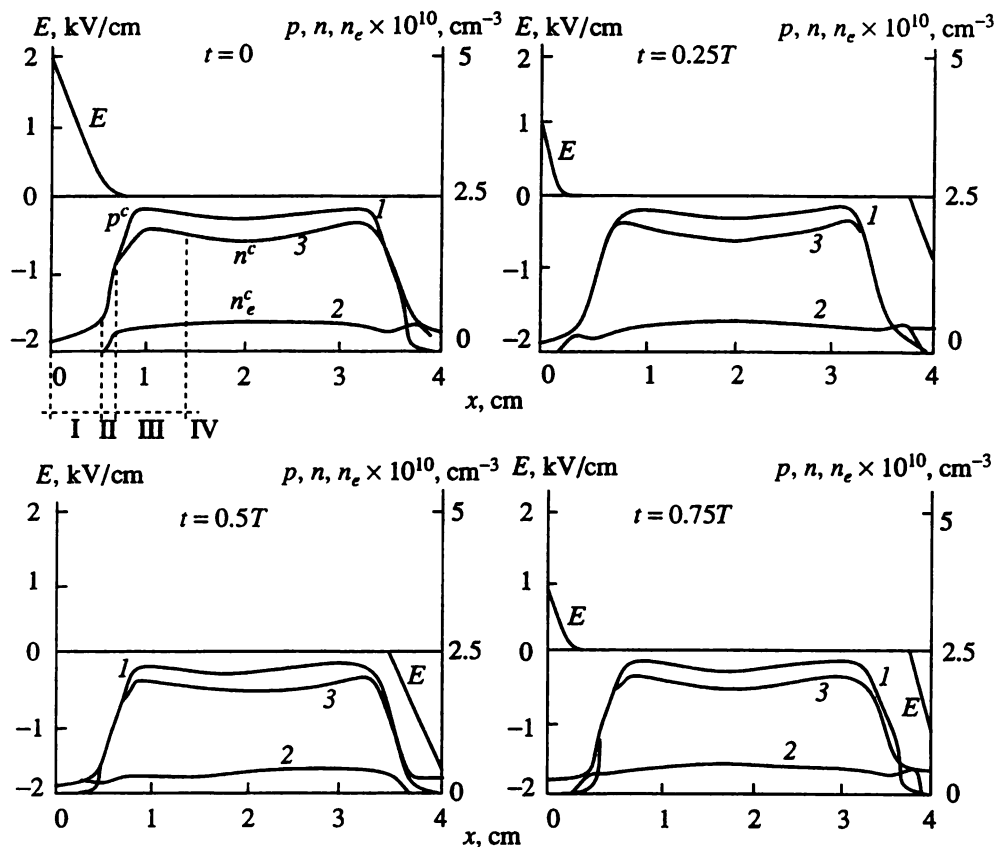 E, kV/cm p, n, nₑ × 10¹⁰, cm⁻³
t = 0
2 5
1
E
0 2.5
pᶜ 1
nᶜ 3
−1
nₑᶜ 2
−2 0
0 1 2 3 4
x, cm
I II III IV
p, n, nₑ × 10¹⁰, cm⁻³
E, kV/cm
t = 0.25T
2 5
1
E
0 2.5
1
3
−1
2
−2 0
0 1 2 3 4
E, kV/cm p, n, nₑ × 10¹⁰, cm⁻³
t = 0.5T
2 5
1
0 2.5
1 E
3
−1
2
−2 0
0 1 2 3 4
x, cm
E, kV/cm p, n, nₑ × 10¹⁰, cm⁻³
t = 0.75T
2 5
1
E
0 2.5
1
3 E
−1
2
−2 0
0 1 2 3 4